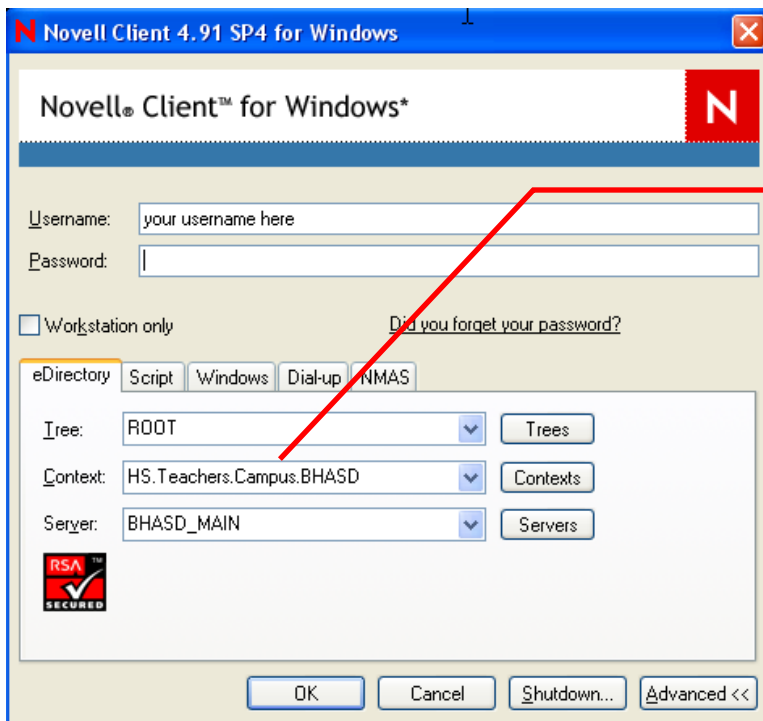 N Novell Client 4.91 SP4 for Windows
Novell® Client™ for Windows*
N
Username: your username here
Password:
Workstation only Did you forget your password?
eDirectory Script Windows Dial-up NMAS
Tree: ROOT Trees
Context: HS.Teachers.Campus.BHASD Contexts
Server: BHASD_MAIN Servers
RSA™
SECURED
OK Cancel Shutdown... Advanced <<